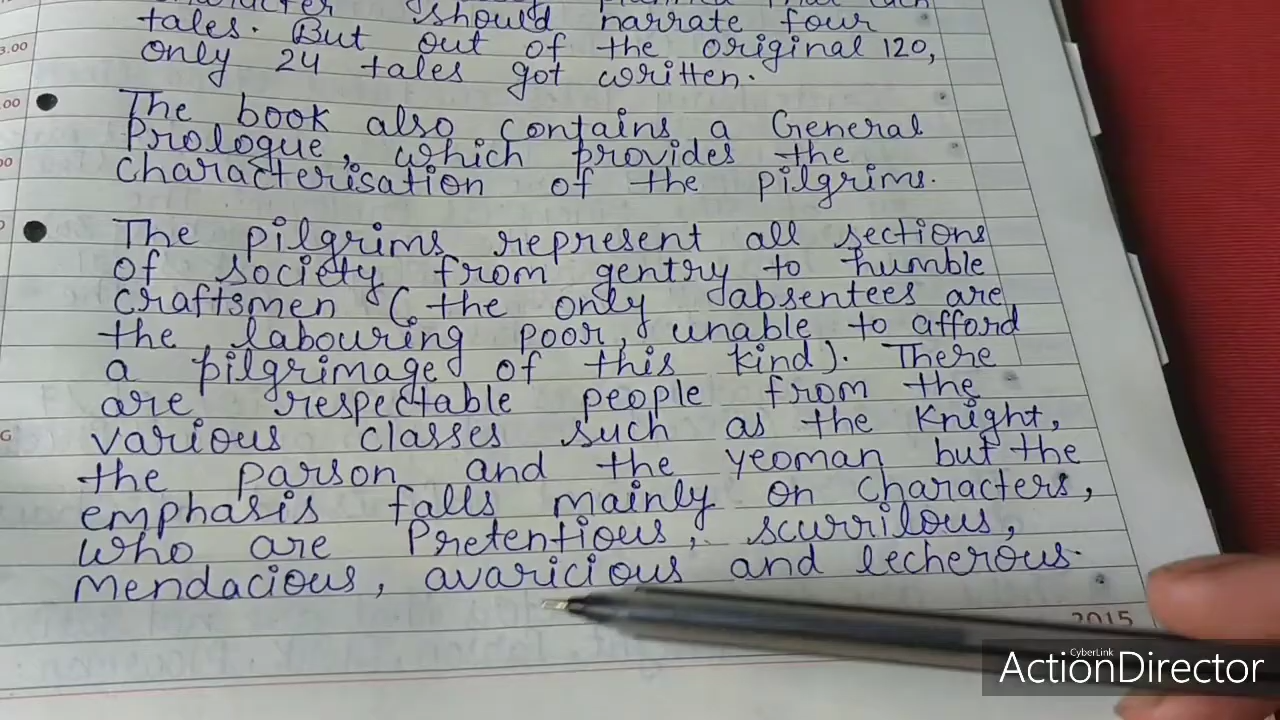 character should narrate four
tales. But out of the original 120,
only 24 tales got written.
The book also contains a General
Prologue, which provides the
characterisation of the pilgrims.
The pilgrims represent all sections
of society from gentry to humble
craftsmen (the only absentees are
the labouring poor, unable to afford
a pilgrimage of this kind). There
are respectable people from the
various classes such as the Knight,
the parson and the yeoman but the
emphasis falls mainly on characters,
who are Pretentious, scurrilous,
Mendacious, avaricious and lecherous.
2015
CyberLink
ActionDirector